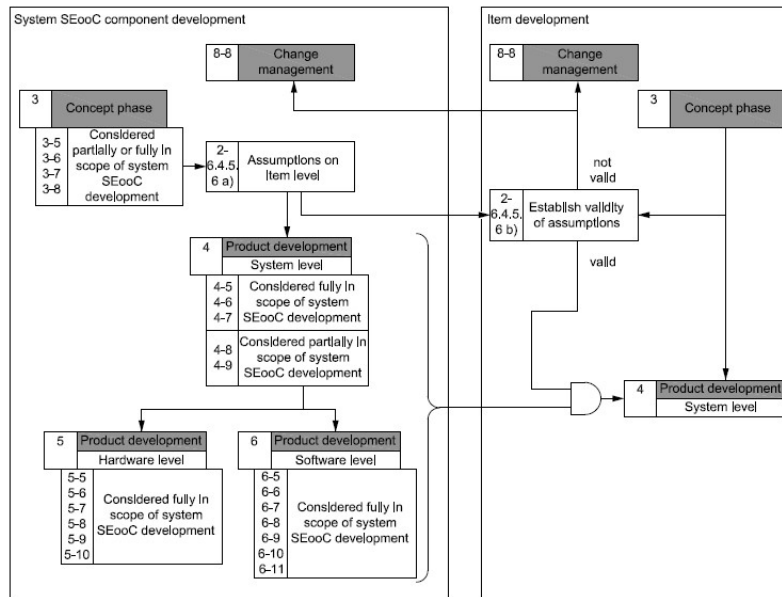 System SEooC component development
8-8
Change
management
3
Concept phase
3-5
3-6
3-7
3-8
Considered
partially or fully in
scope of system
SEooC
development
2-
6.4.5.
6 a)
Assumptions on
item level
4
Product development
System level
4-5
4-6
4-7
Considered fully in
scope of system
SEooC development
4-8
4-9
Considered partially in
scope of system
SEooC development
5
Product development
Hardware level
5-5
5-6
5-7
5-8
5-9
5-10
Considered fully in
scope of system
SEooC development
6
Product development
Software level
6-5
6-6
6-7
6-8
6-9
6-10
6-11
Considered fully in
scope of system
SEooC development
Item development
8-8
Change
management
3
Concept phase
not
valid
2-
6.4.5.
6 b)
Establish validity
of assumptions
valid
4
Product development
System level